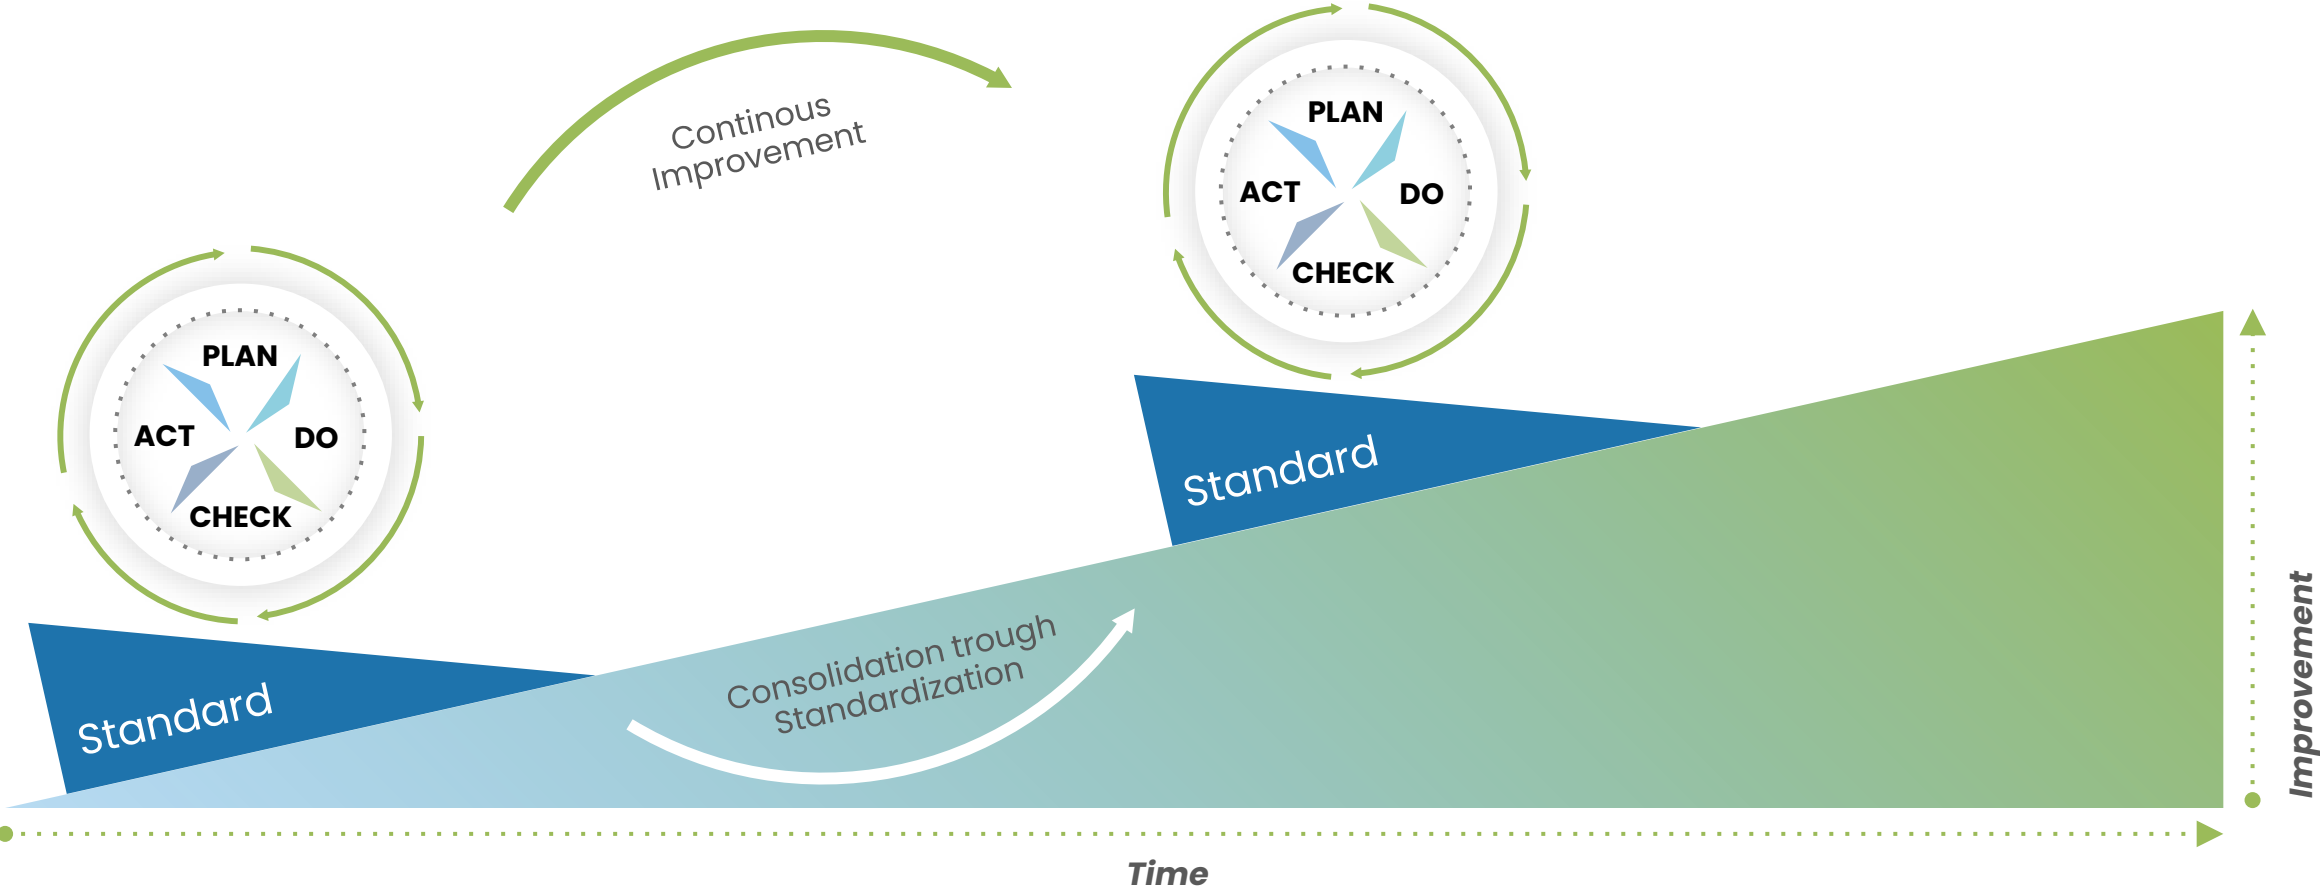 Continous
Improvement
PLAN
ACT
DO
CHECK
PLAN
ACT
DO
CHECK
Standard
Standard
Consolidation trough
Standardization
Improvement
Time